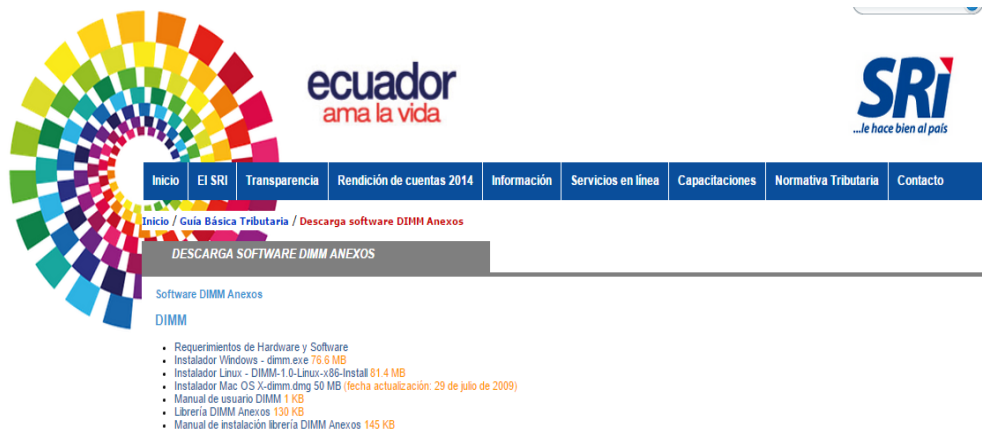 ecuador
ama la vida
SRi
...le hace bien al país
Inicio El SRI Transparencia Rendición de cuentas 2014 Información Servicios en línea Capacitaciones Normativa Tributaria Contacto
Inicio / Guía Básica Tributaria / Descarga software DIMM Anexos
DESCARGA SOFTWARE DIMM ANEXOS
Software DIMM Anexos
DIMM
Requerimientos de Hardware y Software
Instalador Windows - dimm.exe 76.6 MB
Instalador Linux - DIMM-1.0-Linux-x86-Install 81.4 MB
Instalador Mac OS X-dimm.dmg 50 MB (fecha actualización: 29 de julio de 2009)
Manual de usuario DIMM 1 KB
Librería DIMM Anexos 130 KB
Manual de instalación librería DIMM Anexos 145 KB